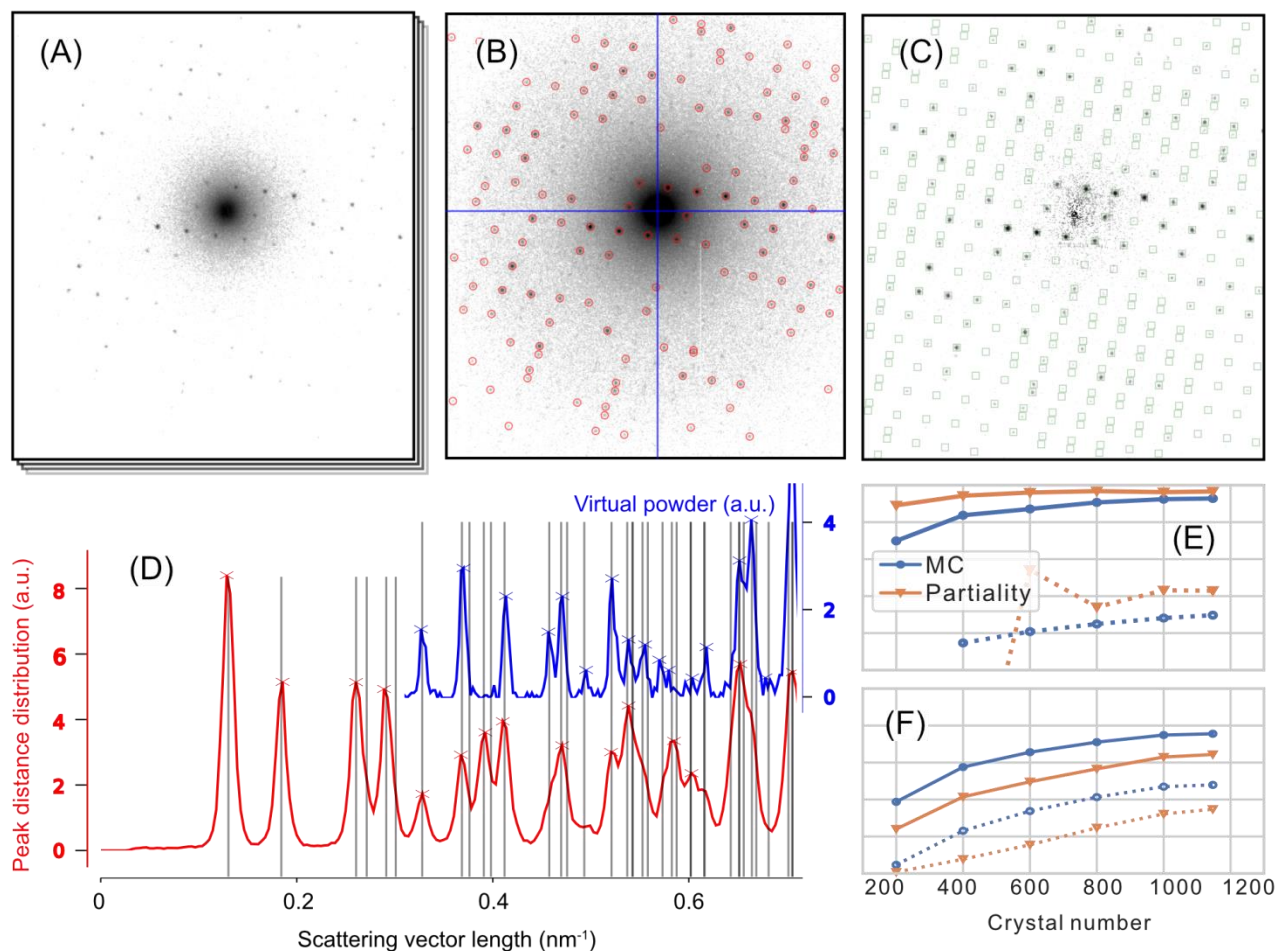 (A)
(B)
(C)
(D)
Virtual powder (a.u.)
4
2
0
Peak distance distribution (a.u.)
8
6
4
2
0
0
0.2
0.4
0.6
Scattering vector length (nm⁻¹)
(E)
MC
Partiality
(F)
200
400
600
800
1000
1200
Crystal number